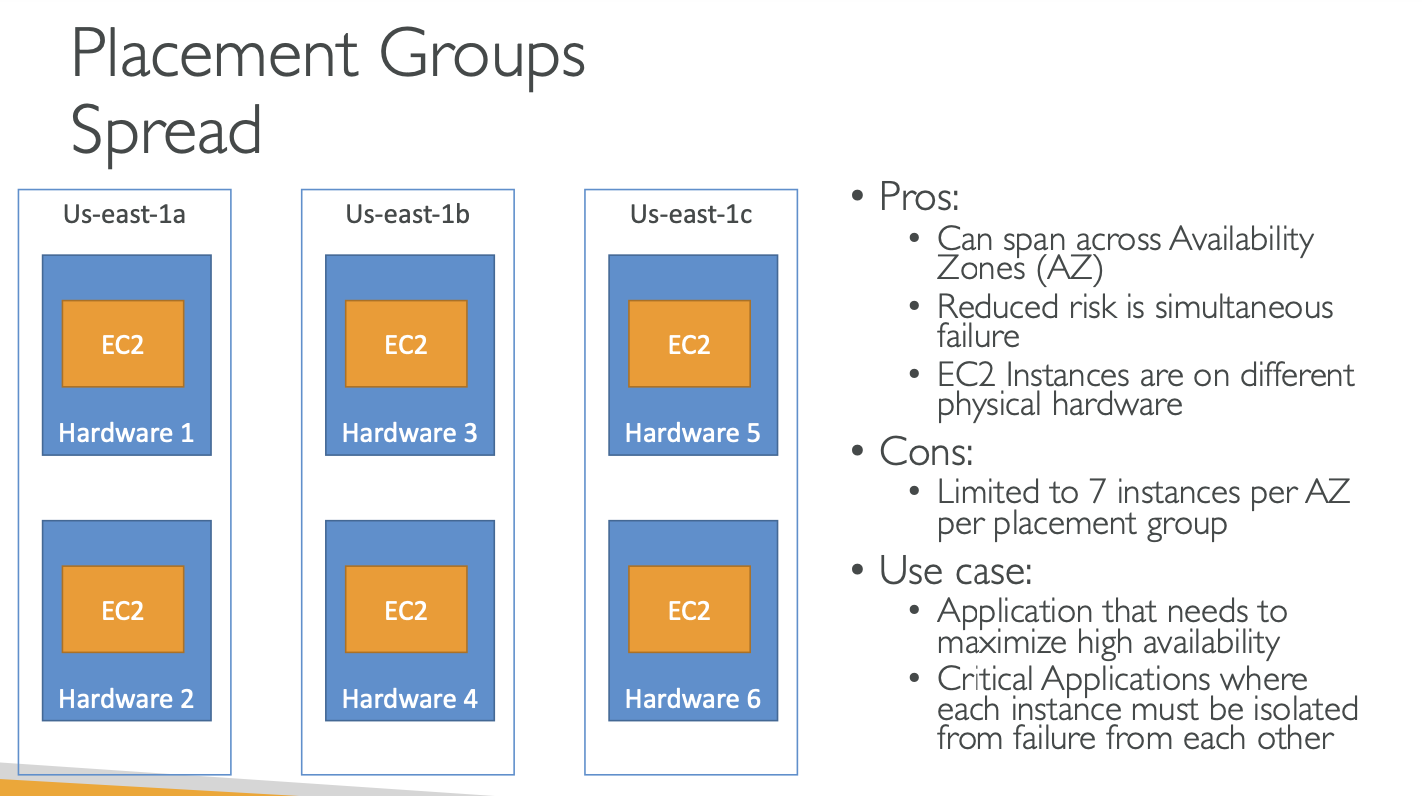 Placement Groups
Spread
Us-east-1a
EC2
Hardware 1
EC2
Hardware 2
Us-east-1b
EC2
Hardware 3
EC2
Hardware 4
Us-east-1c
EC2
Hardware 5
EC2
Hardware 6
• Pros:
• Can span across Availability
Zones (AZ)
• Reduced risk is simultaneous
failure
• EC2 Instances are on different
physical hardware
• Cons:
• Limited to 7 instances per AZ
per placement group
• Use case:
• Application that needs to
maximize high availability
• Critical Applications where
each instance must be isolated
from failure from each other